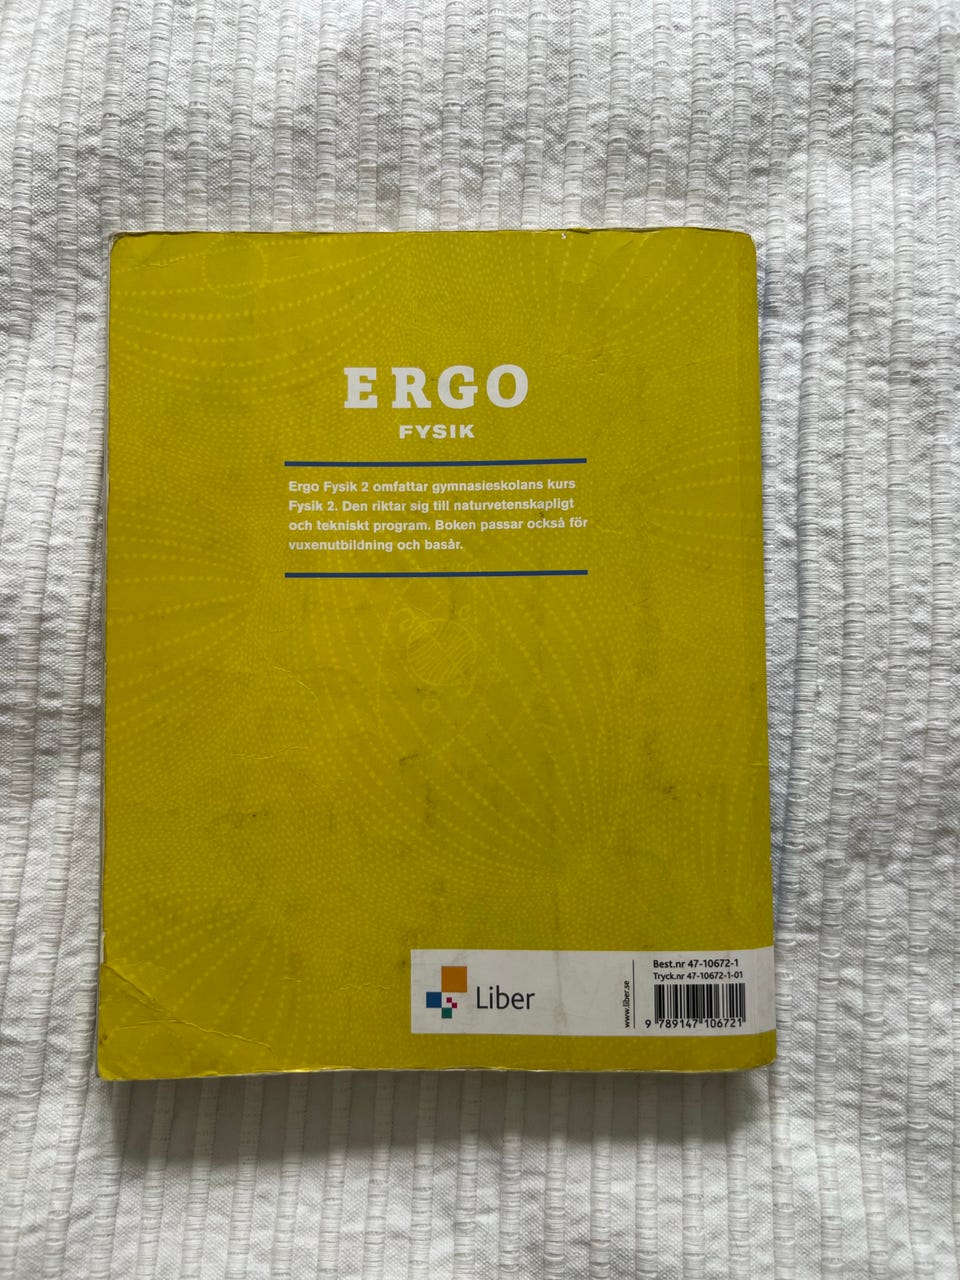 ERGO
FYSIK
Ergo Fysik 2 omfattar gymnasieskolans kurs
Fysik 2. Den riktar sig till naturvetenskapligt
och tekniskt program. Boken passar också för
vuxenutbildning och basår.
Liber
www.liber.se
Best.nr 47-10672-1
Tryck.nr 47-10672-1-01
9 789147 106721